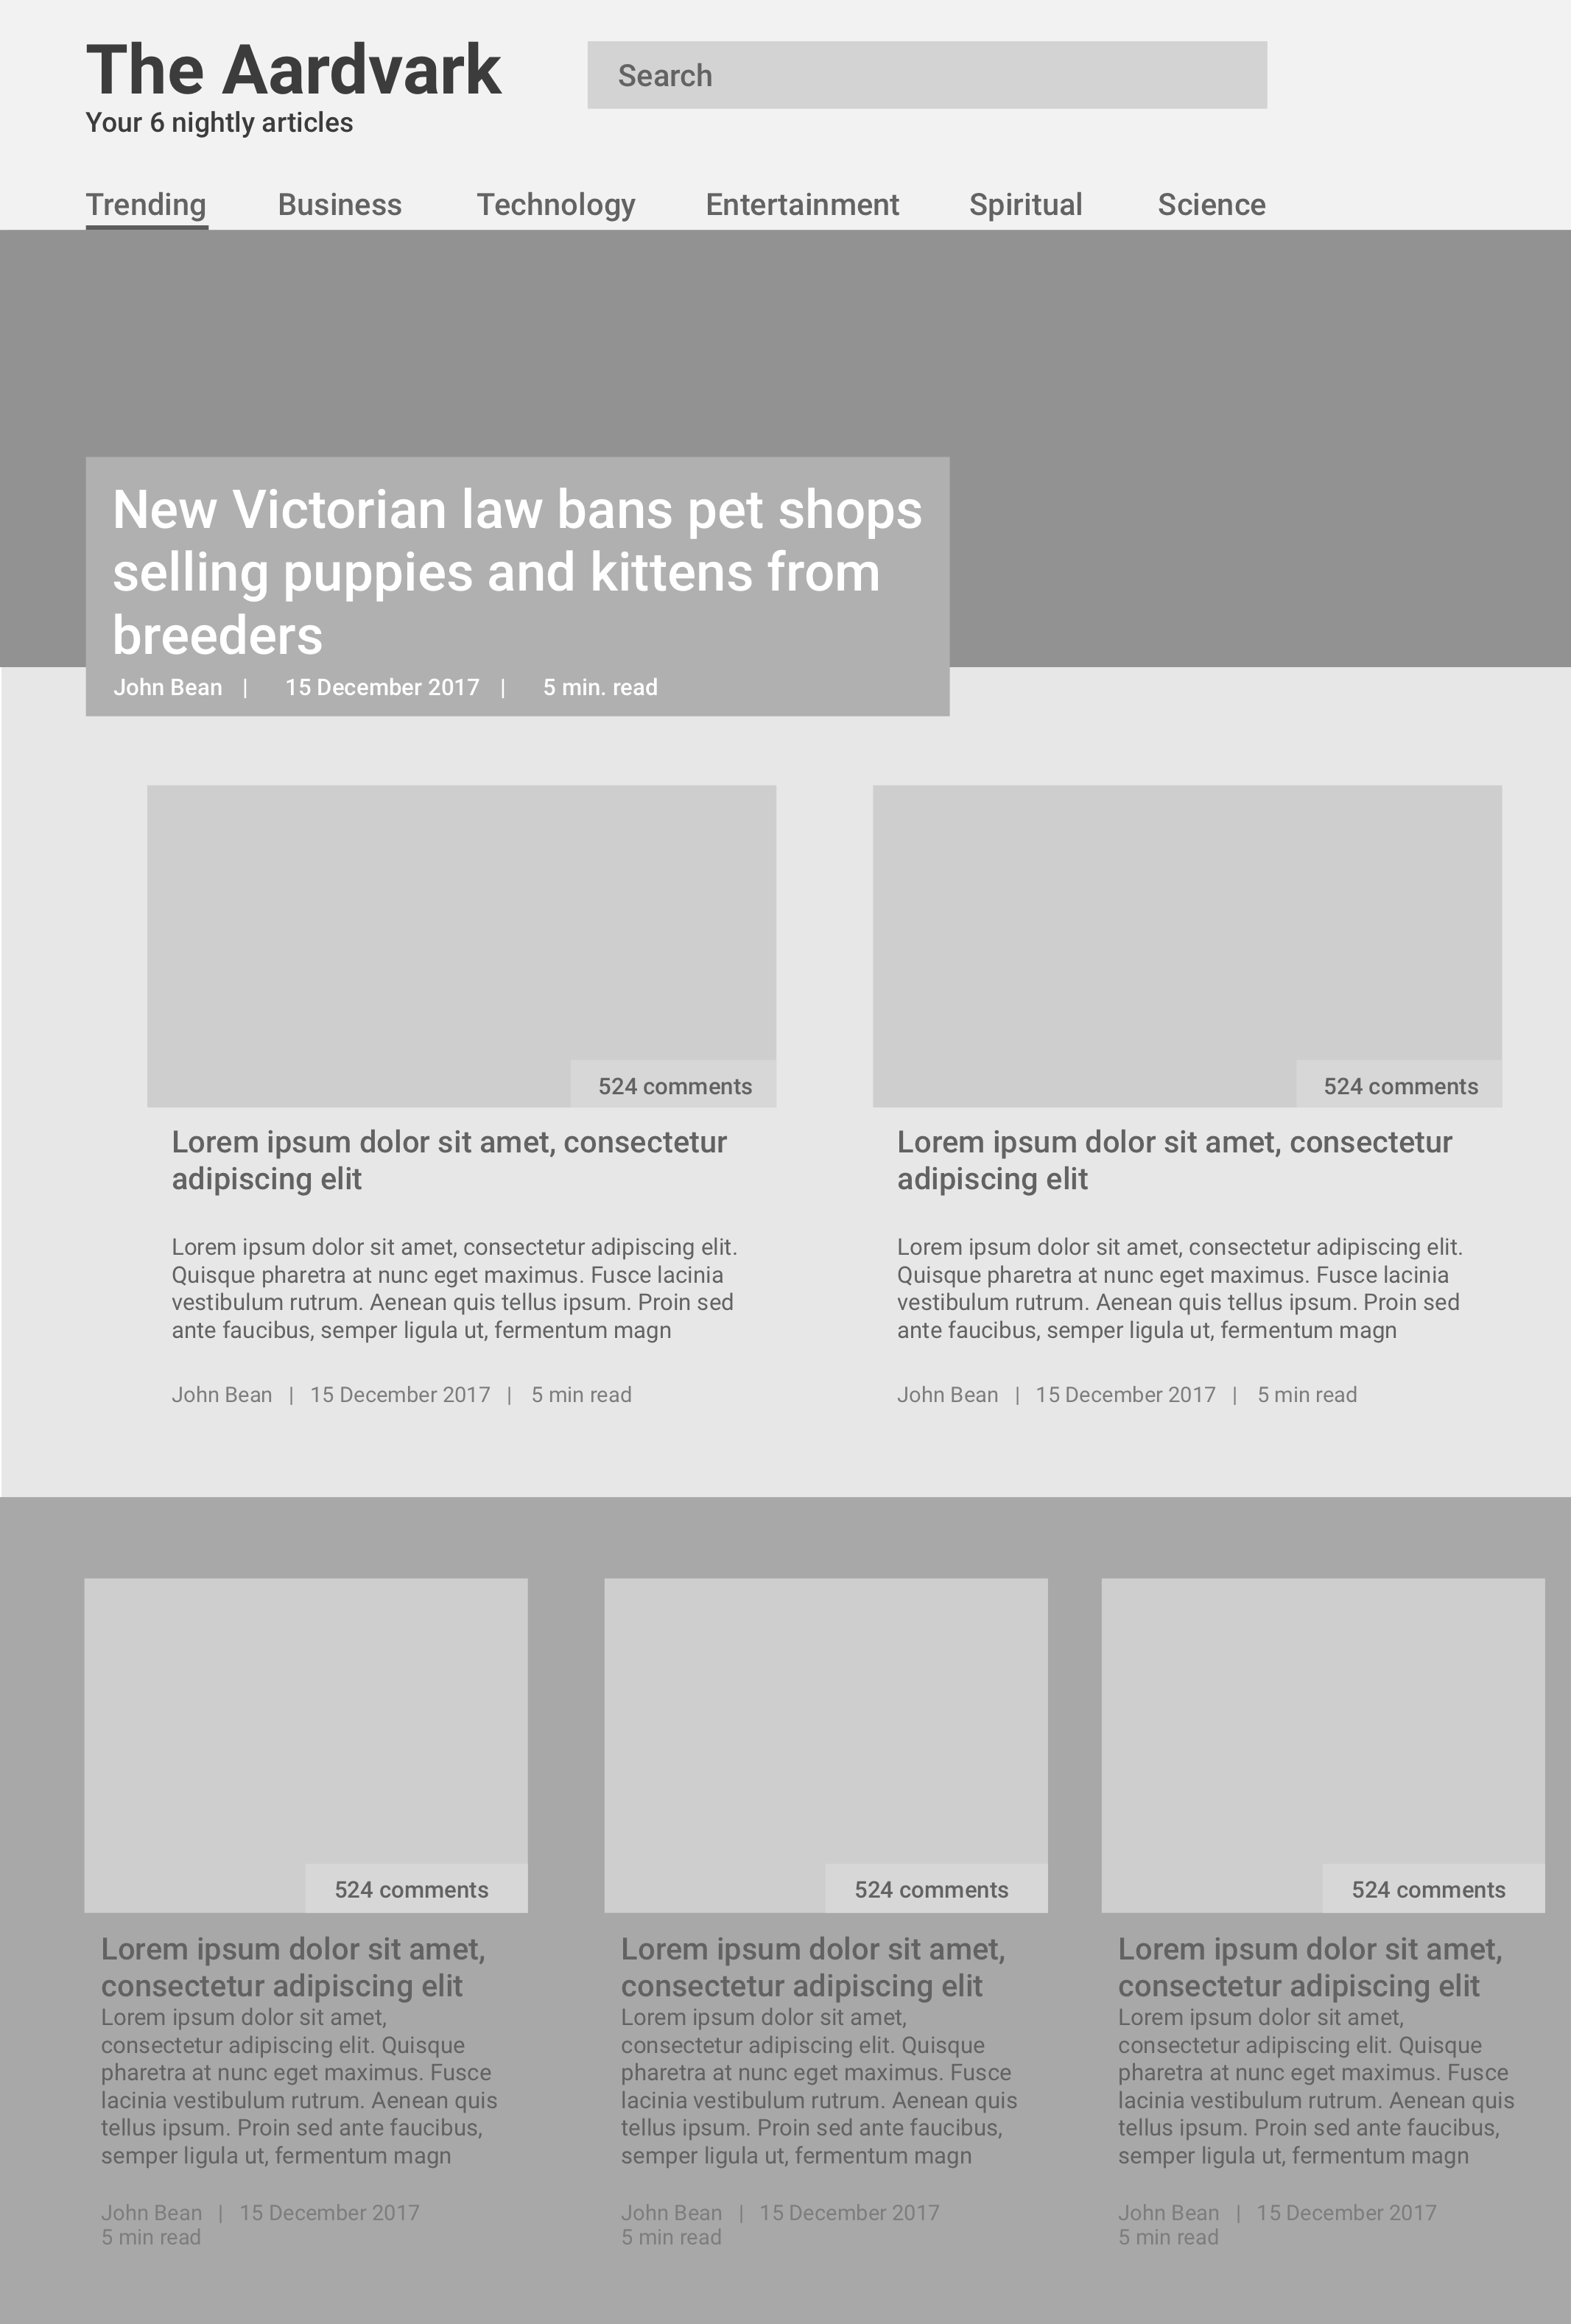 The Aardvark
Search
Your 6 nightly articles
Trending Business Technology Entertainment Spiritual Science
New Victorian law bans pet shops
selling puppies and kittens from
breeders
John Bean | 15 December 2017 | 5 min. read
524 comments
Lorem ipsum dolor sit amet, consectetur
adipiscing elit
Lorem ipsum dolor sit amet, consectetur adipiscing elit.
Quisque pharetra at nunc eget maximus. Fusce lacinia
vestibulum rutrum. Aenean quis tellus ipsum. Proin sed
ante faucibus, semper ligula ut, fermentum magn
John Bean | 15 December 2017 | 5 min read
524 comments
Lorem ipsum dolor sit amet, consectetur
adipiscing elit
Lorem ipsum dolor sit amet, consectetur adipiscing elit.
Quisque pharetra at nunc eget maximus. Fusce lacinia
vestibulum rutrum. Aenean quis tellus ipsum. Proin sed
ante faucibus, semper ligula ut, fermentum magn
John Bean | 15 December 2017 | 5 min read
524 comments
Lorem ipsum dolor sit amet,
consectetur adipiscing elit
Lorem ipsum dolor sit amet,
consectetur adipiscing elit. Quisque
pharetra at nunc eget maximus. Fusce
lacinia vestibulum rutrum. Aenean quis
tellus ipsum. Proin sed ante faucibus,
semper ligula ut, fermentum magn
John Bean | 15 December 2017
5 min read
524 comments
Lorem ipsum dolor sit amet,
consectetur adipiscing elit
Lorem ipsum dolor sit amet,
consectetur adipiscing elit. Quisque
pharetra at nunc eget maximus. Fusce
lacinia vestibulum rutrum. Aenean quis
tellus ipsum. Proin sed ante faucibus,
semper ligula ut, fermentum magn
John Bean | 15 December 2017
5 min read
524 comments
Lorem ipsum dolor sit amet,
consectetur adipiscing elit
Lorem ipsum dolor sit amet,
consectetur adipiscing elit. Quisque
pharetra at nunc eget maximus. Fusce
lacinia vestibulum rutrum. Aenean quis
tellus ipsum. Proin sed ante faucibus,
semper ligula ut, fermentum magn
John Bean | 15 December 2017
5 min read